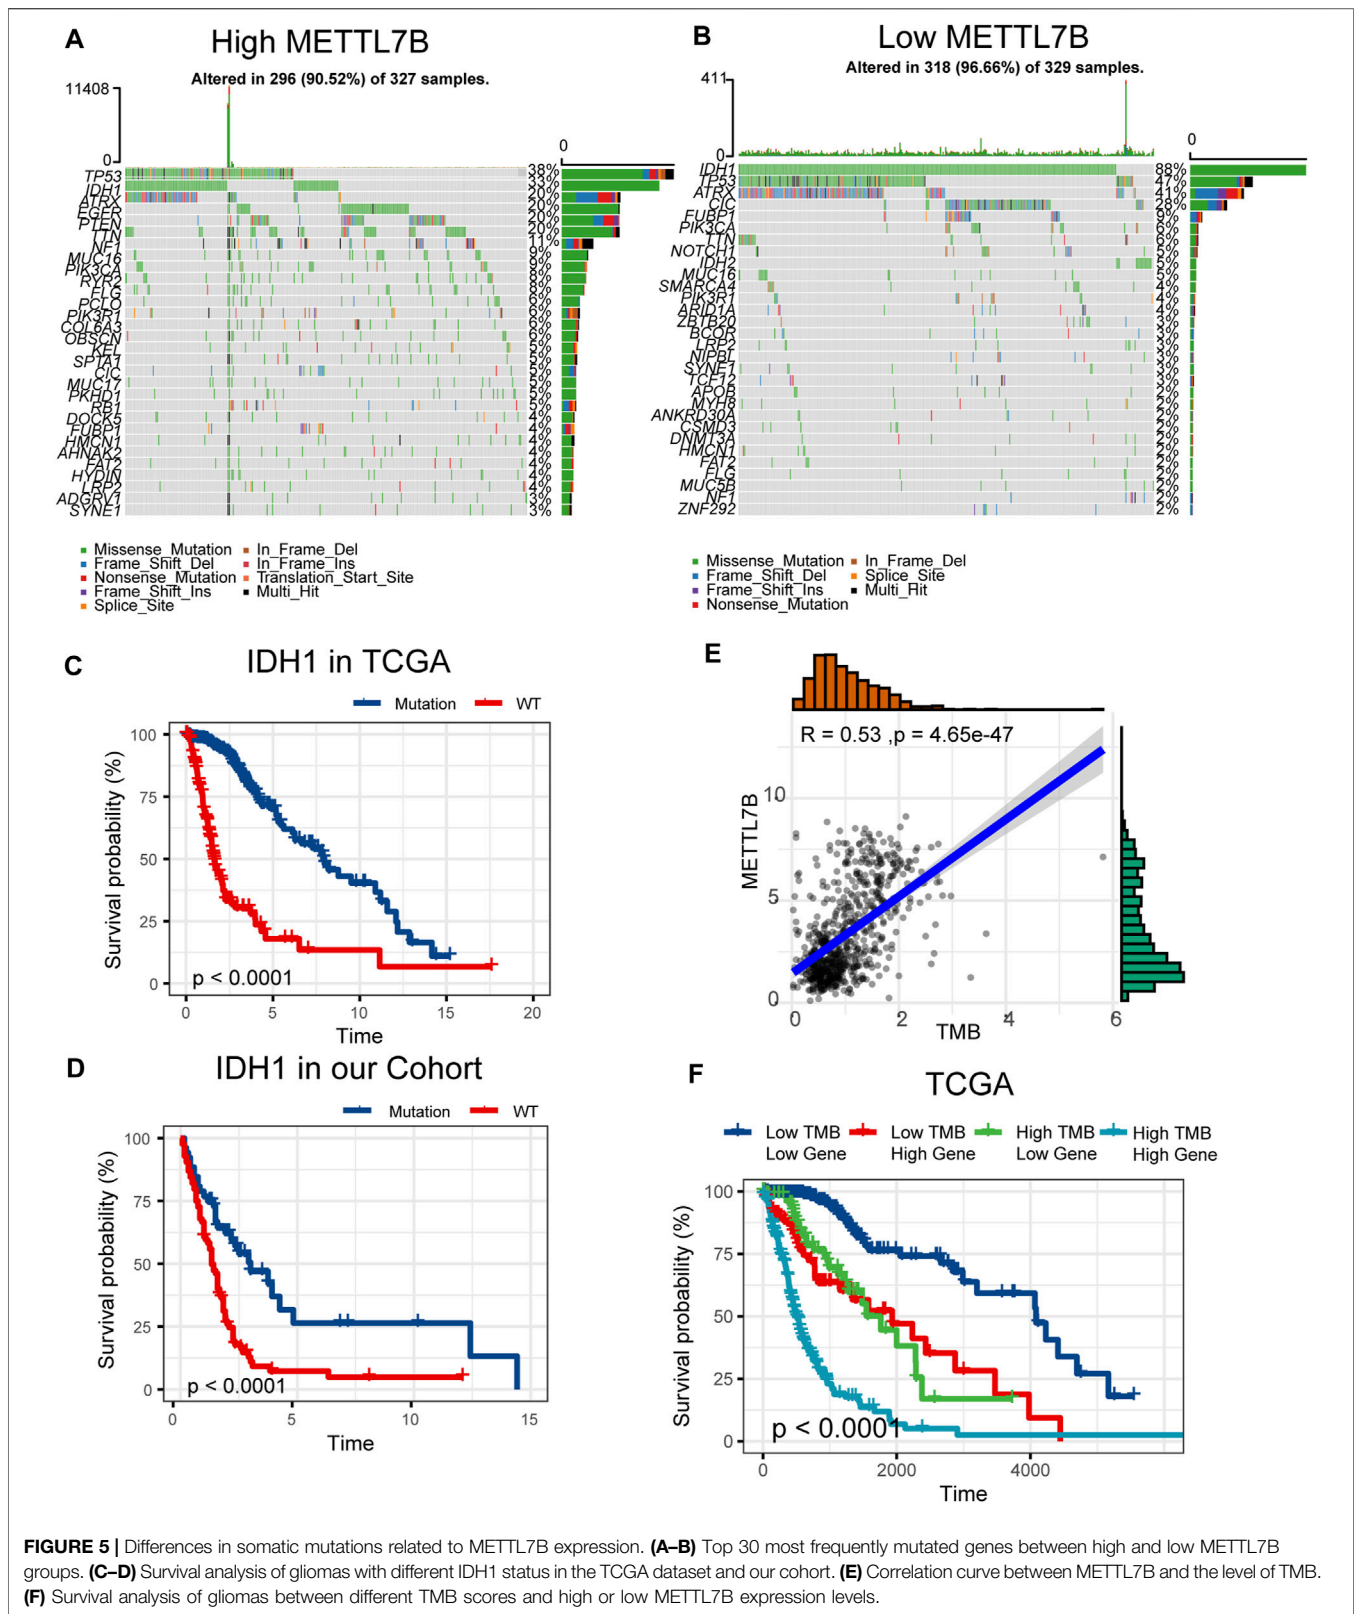 A
High METTL7B
Altered in 296 (90.52%) of 327 samples.
11408
0
0
TP53 38%
IDH1 33%
ATRX 20%
EGFR 20%
PTEN 20%
TTN 20%
NF1 11%
MUC16 9%
PIK3CA 9%
RYR2 8%
FLG 8%
PCLO 6%
PIK3R1 6%
COL6A3 6%
OBSCN 6%
KEL 5%
SPTA1 5%
CIC 5%
MUC17 5%
PKHD1 5%
RB1 5%
DOCK5 4%
FUBP1 4%
HMCN1 4%
AHNAK2 4%
FAT2 4%
HYDIN 4%
LRP2 4%
ADGRV1 3%
SYNE1 3%
Missense_Mutation
Frame_Shift_Del
Nonsense_Mutation
Frame_Shift_Ins
Splice_Site
In_Frame_Del
In_Frame_Ins
Translation_Start_Site
Multi_Hit
B
Low METTL7B
Altered in 318 (96.66%) of 329 samples.
411
0
0
IDH1 88%
TP53 47%
ATRX 41%
CIC 28%
FUBP1 9%
PIK3CA 6%
TTN 6%
NOTCH1 5%
IDH2 5%
MUC16 5%
SMARCA4 4%
PIK3R1 4%
ARID1A 4%
ZBTB20 3%
BCOR 3%
LRP2 3%
NIPBL 3%
SYNE1 3%
TCF12 3%
APOB 2%
MYH8 2%
ANKRD30A 2%
CSMD3 2%
DNMT3A 2%
HMCN1 2%
FAT2 2%
FLG 2%
MUC5B 2%
NF1 2%
ZNF292 2%
Missense_Mutation
Frame_Shift_Del
Frame_Shift_Ins
Nonsense_Mutation
In_Frame_Del
Splice_Site
Multi_Hit
C
IDH1 in TCGA
Mutation WT
Survival probability (%)
100
75
50
25
0
p < 0.0001
0 5 10 15 20
Time
E
R = 0.53 ,p = 4.65e-47
METTL7B
10
5
0
0 2 4 6
TMB
D
IDH1 in our Cohort
Mutation WT
Survival probability (%)
100
75
50
25
0
p < 0.0001
0 5 10 15
Time
F
TCGA
Low TMB Low TMB High TMB High TMB
Low Gene High Gene Low Gene High Gene
Survival probability (%)
100
75
50
25
0
p < 0.0001
0 2000 4000
Time
FIGURE 5 | Differences in somatic mutations related to METTL7B expression. (A–B) Top 30 most frequently mutated genes between high and low METTL7B
groups. (C–D) Survival analysis of gliomas with different IDH1 status in the TCGA dataset and our cohort. (E) Correlation curve between METTL7B and the level of TMB.
(F) Survival analysis of gliomas between different TMB scores and high or low METTL7B expression levels.